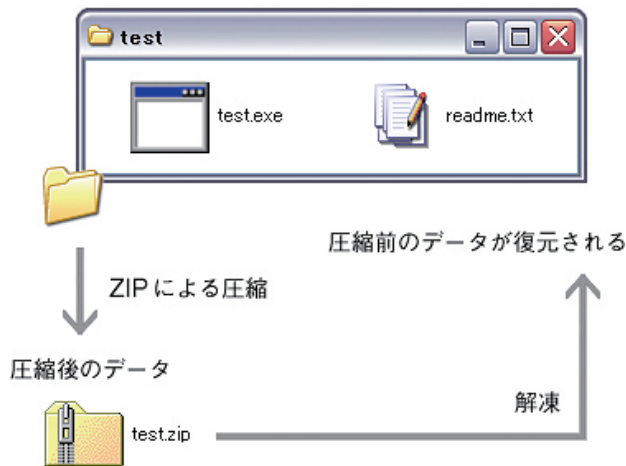 test
test.exe
readme.txt
圧縮前のデータが復元される
ZIPによる圧縮
圧縮後のデータ
解凍
test.zip